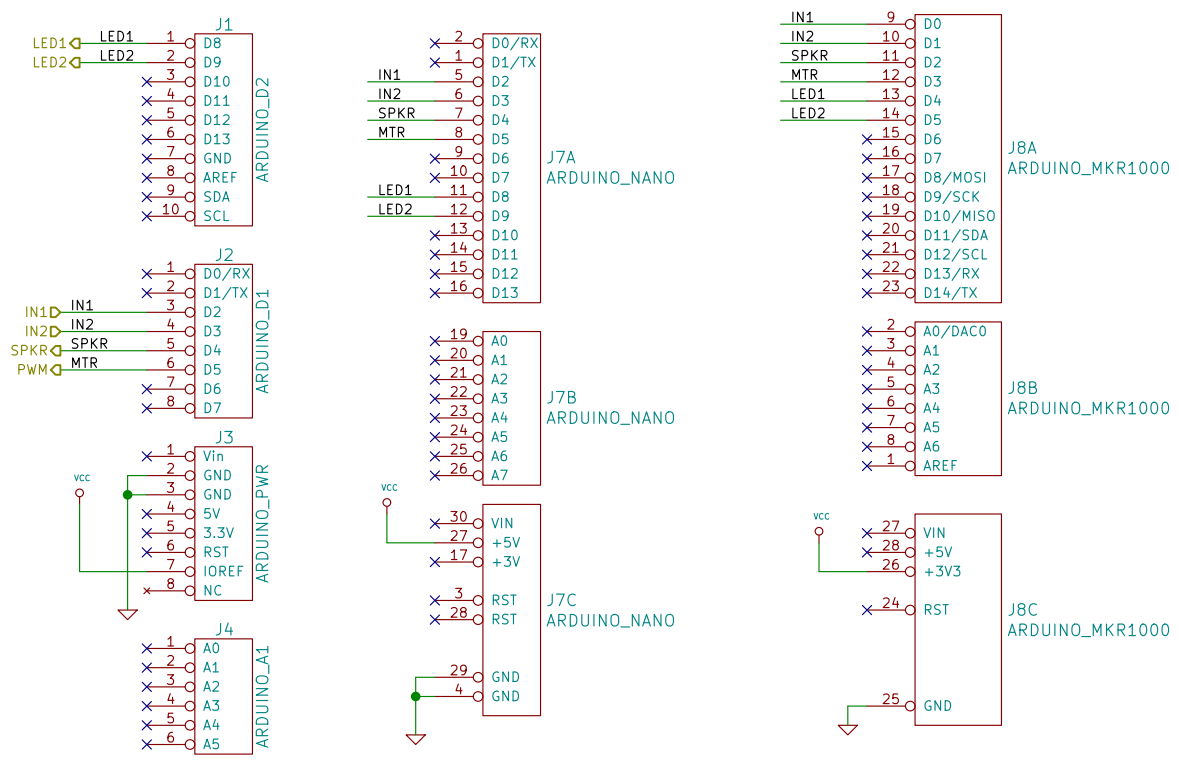 J1
LED1 LED1 1 D8
LED2 LED2 2 D9
3 D10
4 D11
5 D12
6 D13
7 GND
8 AREF
9 SDA
10 SCL
ARDUINO_D2
J2
1 D0/RX
2 D1/TX
IN1 IN1 3 D2
IN2 IN2 4 D3
SPKR SPKR 5 D4
PWM MTR 6 D5
7 D6
8 D7
ARDUINO_D1
J3
1 Vin
2 GND
3 GND
4 5V
5 3.3V
6 RST
7 IOREF
8 NC
vcc
ARDUINO_PWR
J4
1 A0
2 A1
3 A2
4 A3
5 A4
6 A5
ARDUINO_A1
2 D0/RX
1 D1/TX
IN1 5 D2
IN2 6 D3
SPKR 7 D4
MTR 8 D5
9 D6
10 D7
LED1 11 D8
LED2 12 D9
13 D10
14 D11
15 D12
16 D13
J7A
ARDUINO_NANO
19 A0
20 A1
21 A2
22 A3
23 A4
24 A5
25 A6
26 A7
J7B
ARDUINO_NANO
vcc
30 VIN
27 +5V
17 +3V
3 RST
28 RST
29 GND
4 GND
J7C
ARDUINO_NANO
IN1 9 D0
IN2 10 D1
SPKR 11 D2
MTR 12 D3
LED1 13 D4
LED2 14 D5
15 D6
16 D7
17 D8/MOSI
18 D9/SCK
19 D10/MISO
20 D11/SDA
21 D12/SCL
22 D13/RX
23 D14/TX
J8A
ARDUINO_MKR1000
2 A0/DAC0
3 A1
4 A2
5 A3
6 A4
7 A5
8 A6
1 AREF
J8B
ARDUINO_MKR1000
vcc
27 VIN
28 +5V
26 +3V3
24 RST
25 GND
J8C
ARDUINO_MKR1000